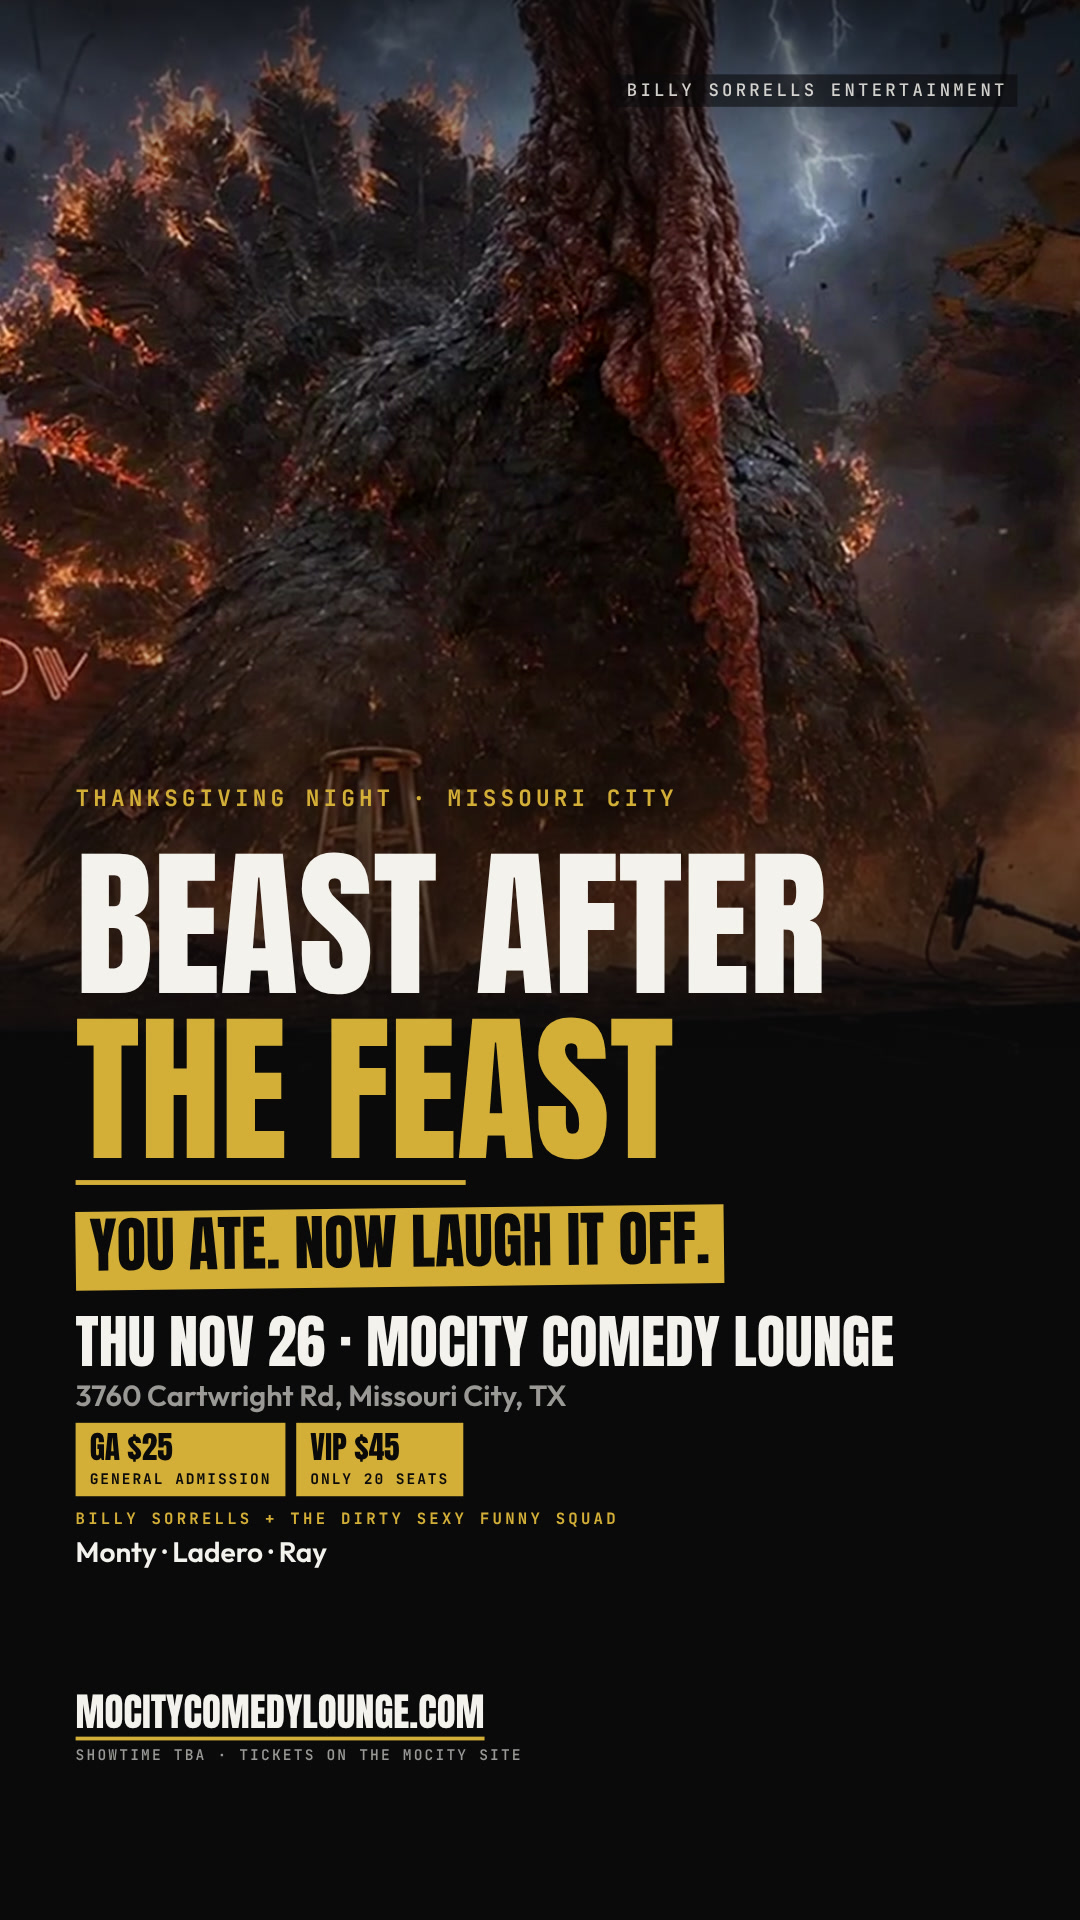 BILLY SORRELLS ENTERTAINMENT
THANKSGIVING NIGHT · MISSOURI CITY
BEAST AFTER
THE FEAST
YOU ATE. NOW LAUGH IT OFF.
THU NOV 26 · MOCITY COMEDY LOUNGE
3760 Cartwright Rd, Missouri City, TX
GA $25
GENERAL ADMISSION
VIP $45
ONLY 20 SEATS
BILLY SORRELLS + THE DIRTY SEXY FUNNY SQUAD
Monty · Ladero · Ray
MOCITYCOMEDYLOUNGE.COM
SHOWTIME TBA · TICKETS ON THE MOCITY SITE